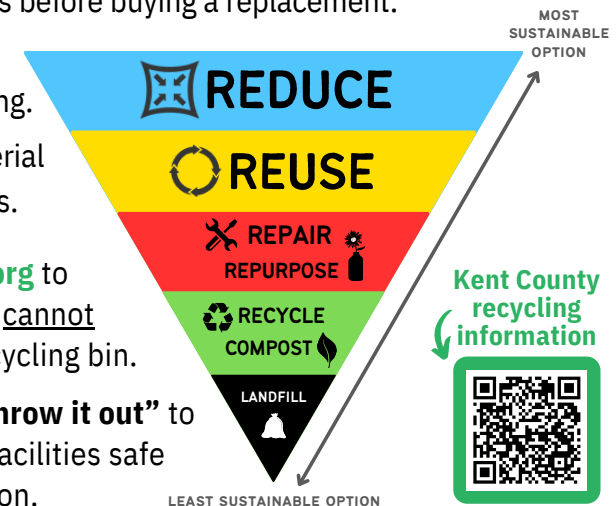 s before buying a replacement.
MOST
SUSTAINABLE
OPTION
ng.
erial
s.
org to
cannot
cycling bin.
hrow it out” to
acilities safe
on.
REDUCE
REUSE
REPAIR
REPURPOSE
RECYCLE
COMPOST
LANDFILL
LEAST SUSTAINABLE OPTION
Kent County
recycling
information